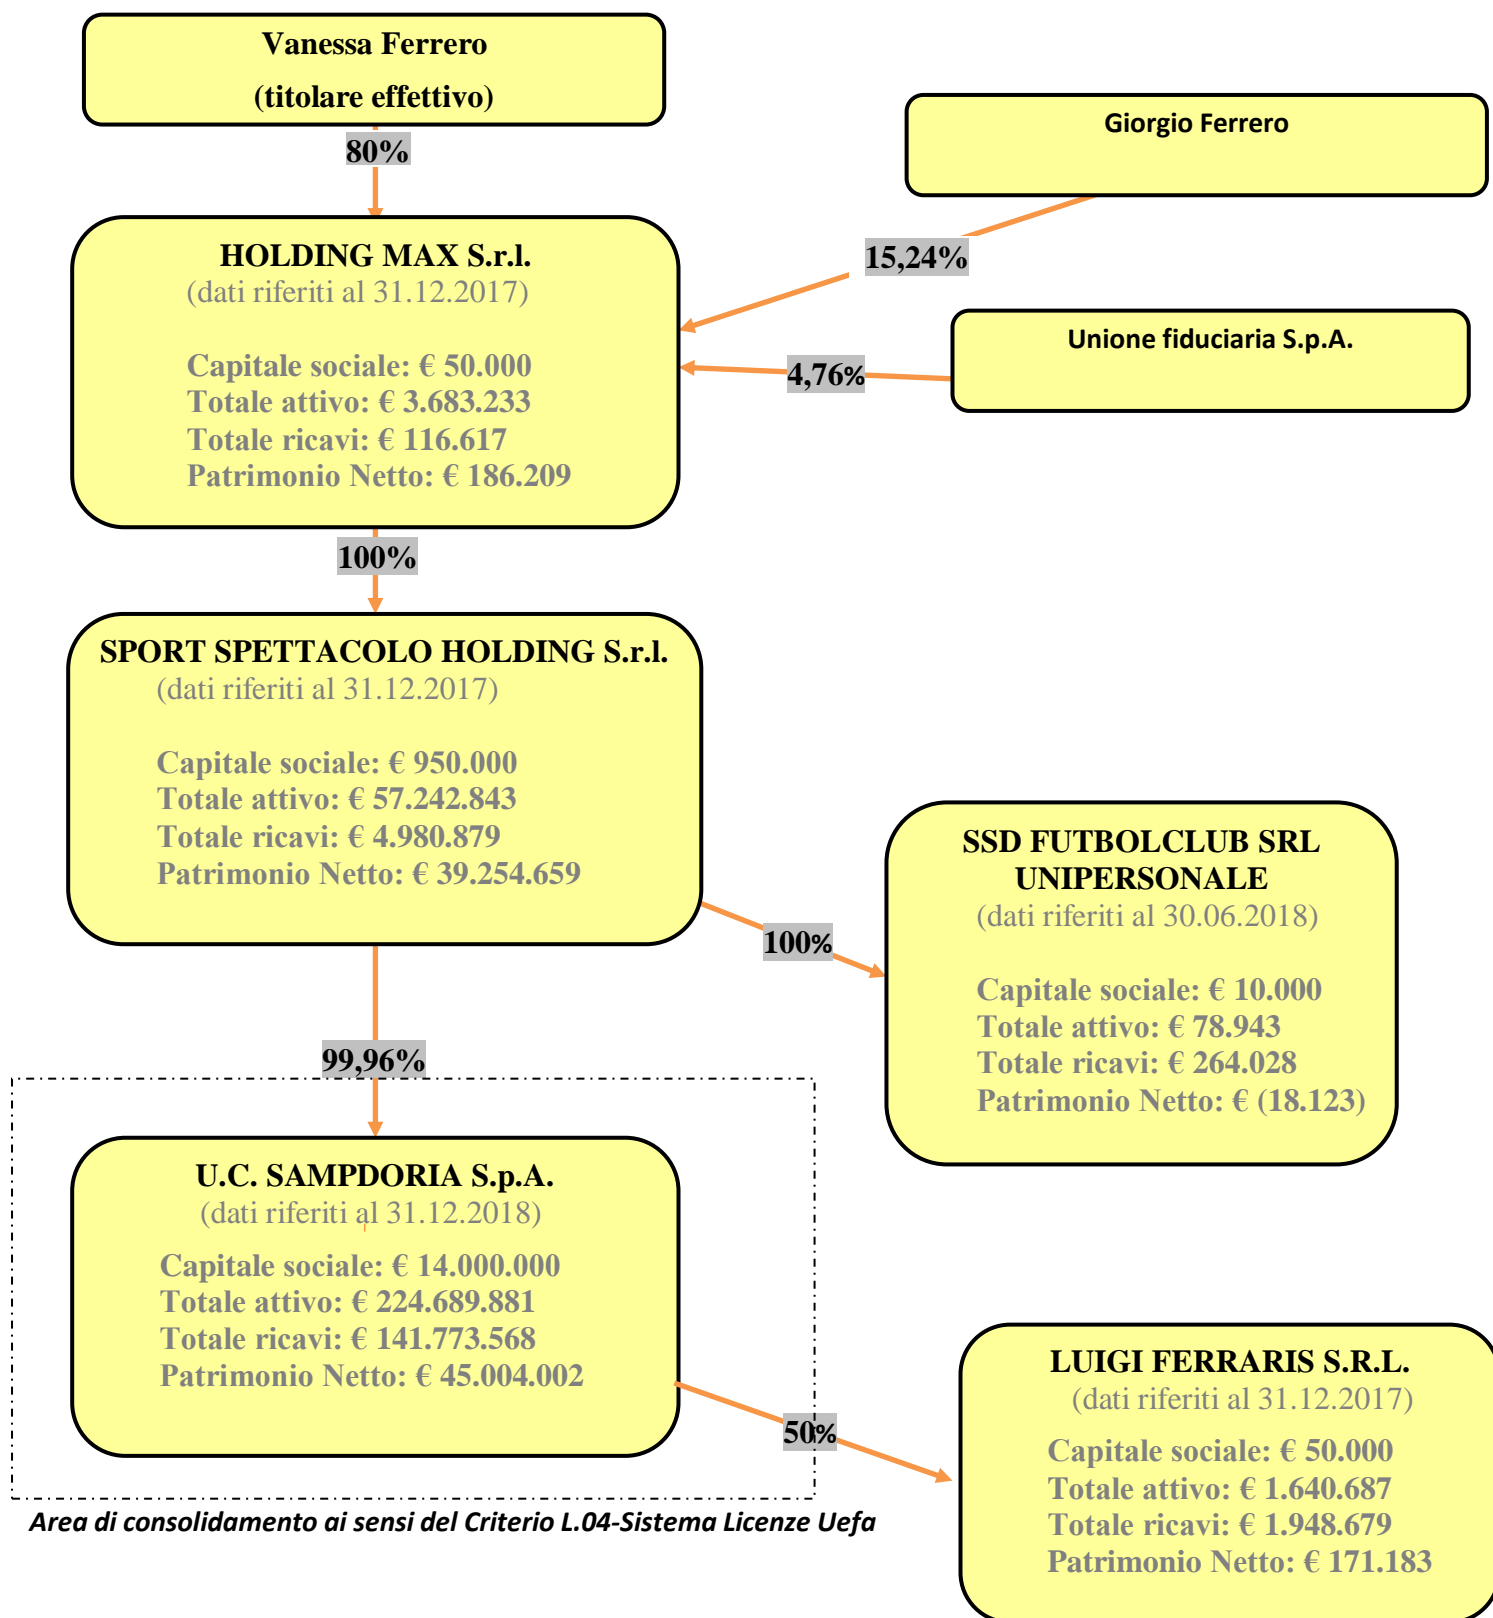 Vanessa Ferrero
(titolare effettivo)
80%
Giorgio Ferrero
15,24%
HOLDING MAX S.r.l.
(dati riferiti al 31.12.2017)
Capitale sociale: € 50.000
Totale attivo: € 3.683.233
Totale ricavi: € 116.617
Patrimonio Netto: € 186.209
Unione fiduciaria S.p.A.
4,76%
100%
SPORT SPETTACOLO HOLDING S.r.l.
(dati riferiti al 31.12.2017)
Capitale sociale: € 950.000
Totale attivo: € 57.242.843
Totale ricavi: € 4.980.879
Patrimonio Netto: € 39.254.659
100%
SSD FUTBOLCLUB SRL
UNIPERSONALE
(dati riferiti al 30.06.2018)
Capitale sociale: € 10.000
Totale attivo: € 78.943
Totale ricavi: € 264.028
Patrimonio Netto: € (18.123)
99,96%
U.C. SAMPDORIA S.p.A.
(dati riferiti al 31.12.2018)
Capitale sociale: € 14.000.000
Totale attivo: € 224.689.881
Totale ricavi: € 141.773.568
Patrimonio Netto: € 45.004.002
50%
LUIGI FERRARIS S.R.L.
(dati riferiti al 31.12.2017)
Capitale sociale: € 50.000
Totale attivo: € 1.640.687
Totale ricavi: € 1.948.679
Patrimonio Netto: € 171.183
Area di consolidamento ai sensi del Criterio L.04-Sistema Licenze Uefa